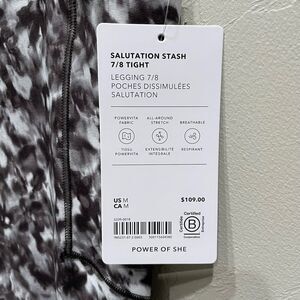 SALUTATION STASH
7/8 TIGHT
LEGGING 7/8
POCHES DISSIMULÉES
SALUTATION
POWERVITA
FABRIC
ALL-AROUND
STRETCH
BREATHABLE
TISSU
POWERVITA
EXTENSIBILITÉ
INTÉGRALE
RESPIRANT
US M
CA M
$109.00
Certified
B
Corporation
POWER OF SHE